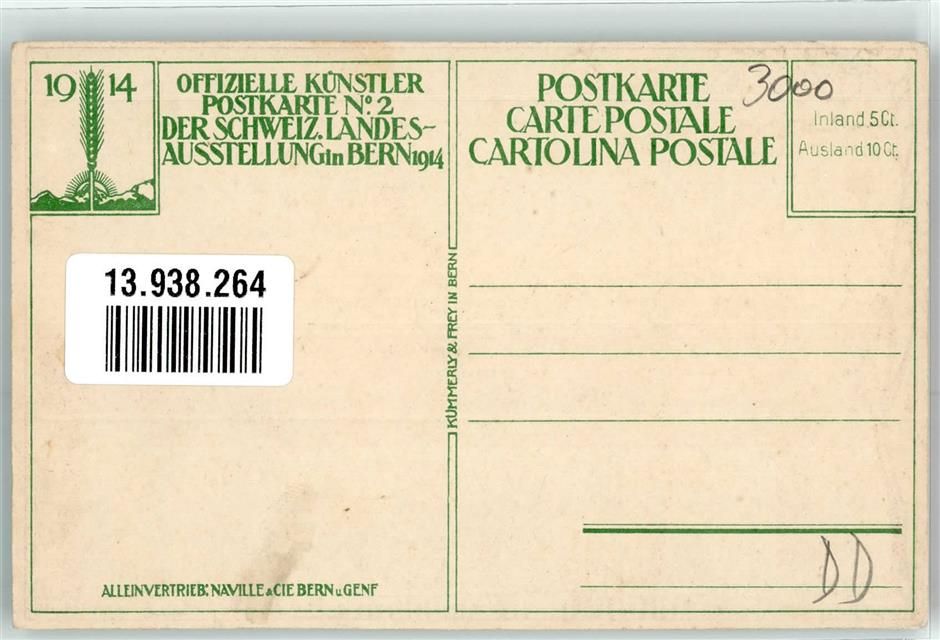 1914
OFFIZIELLE KÜNSTLER
POSTKARTE No. 2
DER SCHWEIZ. LANDES-
AUSSTELLUNG in BERN 1914
POSTKARTE
CARTE POSTALE
CARTOLINA POSTALE
3000
Inland 5 Ct.
Ausland 10 Ct.
13.938.264
KÜMMERLY & FREY IN BERN
ALLEINVERTRIEB: NAVILLE & CIE BERN u. GENF
DD